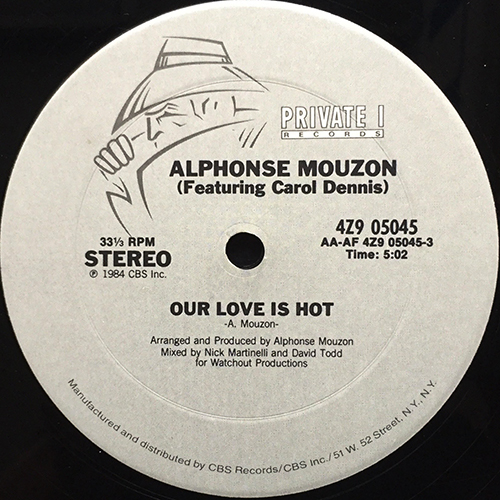 PRIVATE I
RECORDS
ALPHONSE MOUZON
(Featuring Carol Dennis)
33⅓ RPM
STEREO
℗ 1984 CBS Inc.
4Z9 05045
AA-AF 4Z9 05045-3
Time: 5:02
OUR LOVE IS HOT
-A. Mouzon-
Arranged and Produced by Alphonse Mouzon
Mixed by Nick Martinelli and David Todd
for Watchout Productions
Manufactured and distributed by CBS Records/CBS Inc./51 W. 52 Street, N.Y., N.Y.